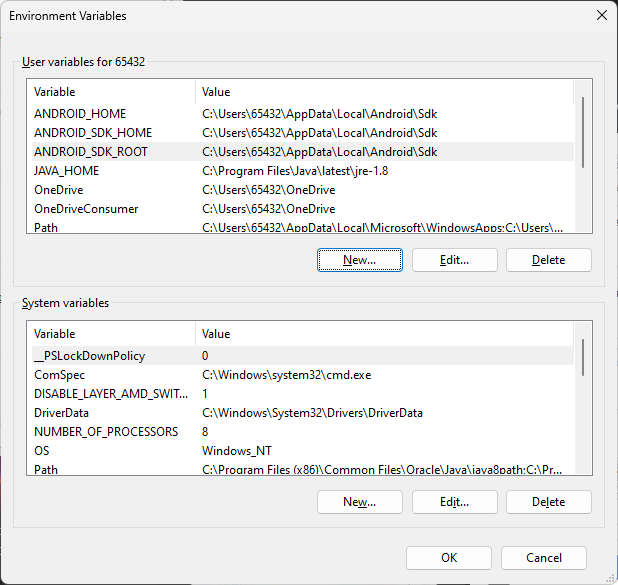 Environment Variables
User variables for 65432
Variable Value
ANDROID_HOME C:\Users\65432\AppData\Local\Android\Sdk
ANDROID_SDK_HOME C:\Users\65432\AppData\Local\Android\Sdk
ANDROID_SDK_ROOT C:\Users\65432\AppData\Local\Android\Sdk
JAVA_HOME C:\Program Files\Java\latest\jre-1.8
OneDrive C:\Users\65432\OneDrive
OneDriveConsumer C:\Users\65432\OneDrive
Path C:\Users\65432\AppData\Local\Microsoft\WindowsApps;C:\Users\...
New... Edit... Delete
System variables
Variable Value
__PSLockDownPolicy 0
ComSpec C:\Windows\system32\cmd.exe
DISABLE_LAYER_AMD_SWIT... 1
DriverData C:\Windows\System32\Drivers\DriverData
NUMBER_OF_PROCESSORS 8
OS Windows_NT
Path C:\Program Files (x86)\Common Files\Oracle\Java\java8path;C:\Pr...
New... Edit... Delete
OK Cancel